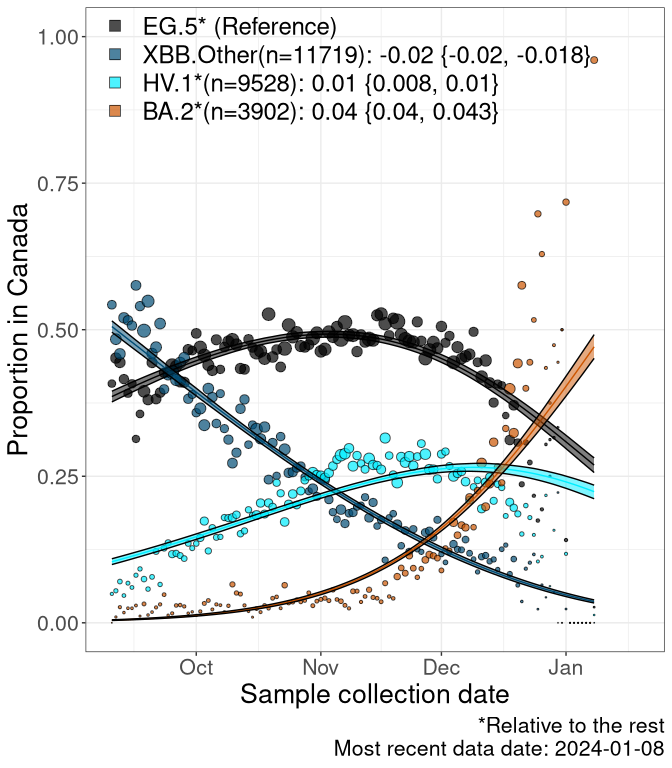 EG.5* (Reference)
XBB.Other(n=11719): -0.02 {-0.02, -0.018}
HV.1*(n=9528): 0.01 {0.008, 0.01}
BA.2*(n=3902): 0.04 {0.04, 0.043}
1.00
0.75
0.50
0.25
0.00
Proportion in Canada
Oct Nov Dec Jan
Sample collection date
*Relative to the rest
Most recent data date: 2024-01-08